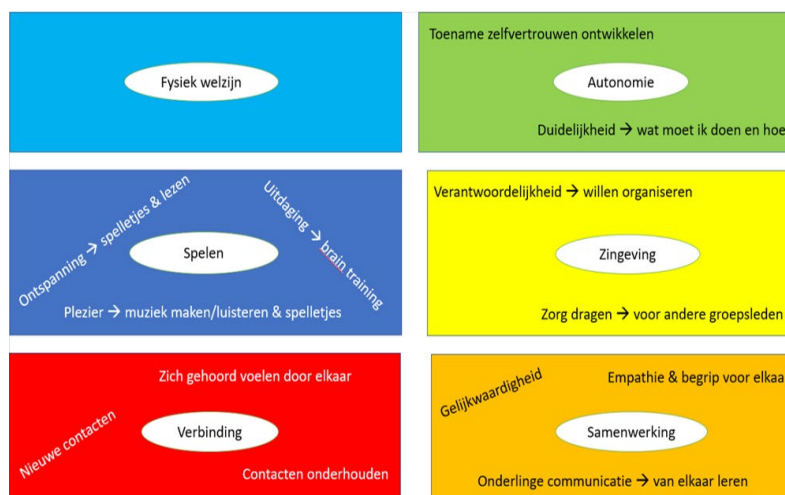 Fysiek welzijn
Toename zelfvertrouwen ontwikkelen
Autonomie
Duidelijkheid → wat moet ik doen en hoe
Ontspanning → spelletjes & lezen
Uitdaging → brain training
Spelen
Plezier → muziek maken/luisteren & spelletjes
Verantwoordelijkheid → willen organiseren
Zingeving
Zorg dragen → voor andere groepsleden
Zich gehoord voelen door elkaar
Nieuwe contacten
Verbinding
Contacten onderhouden
Gelijkwaardigheid
Empathie & begrip voor elkaa
Samenwerking
Onderlinge communicatie → van elkaar leren